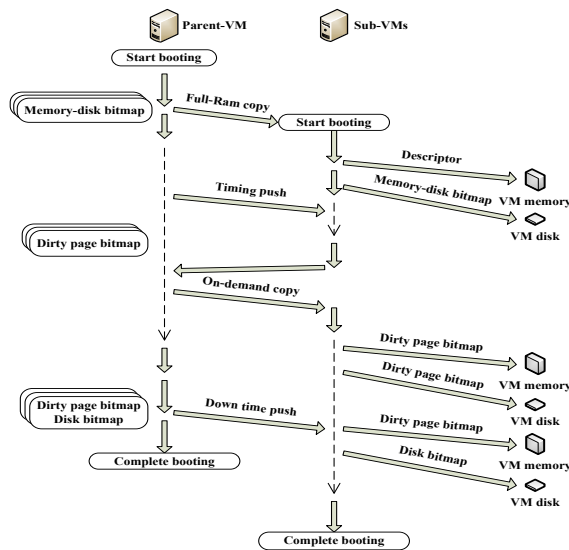 Parent-VM
Sub-VMs
Start booting
Memory-disk bitmap
Full-Ram copy
Start booting
Descriptor
VM memory
Memory-disk bitmap
VM disk
Timing push
Dirty page bitmap
On-demand copy
Dirty page bitmap
VM memory
Dirty page bitmap
VM disk
Dirty page bitmap
Disk bitmap
Down time push
Dirty page bitmap
VM memory
Disk bitmap
VM disk
Complete booting
Complete booting